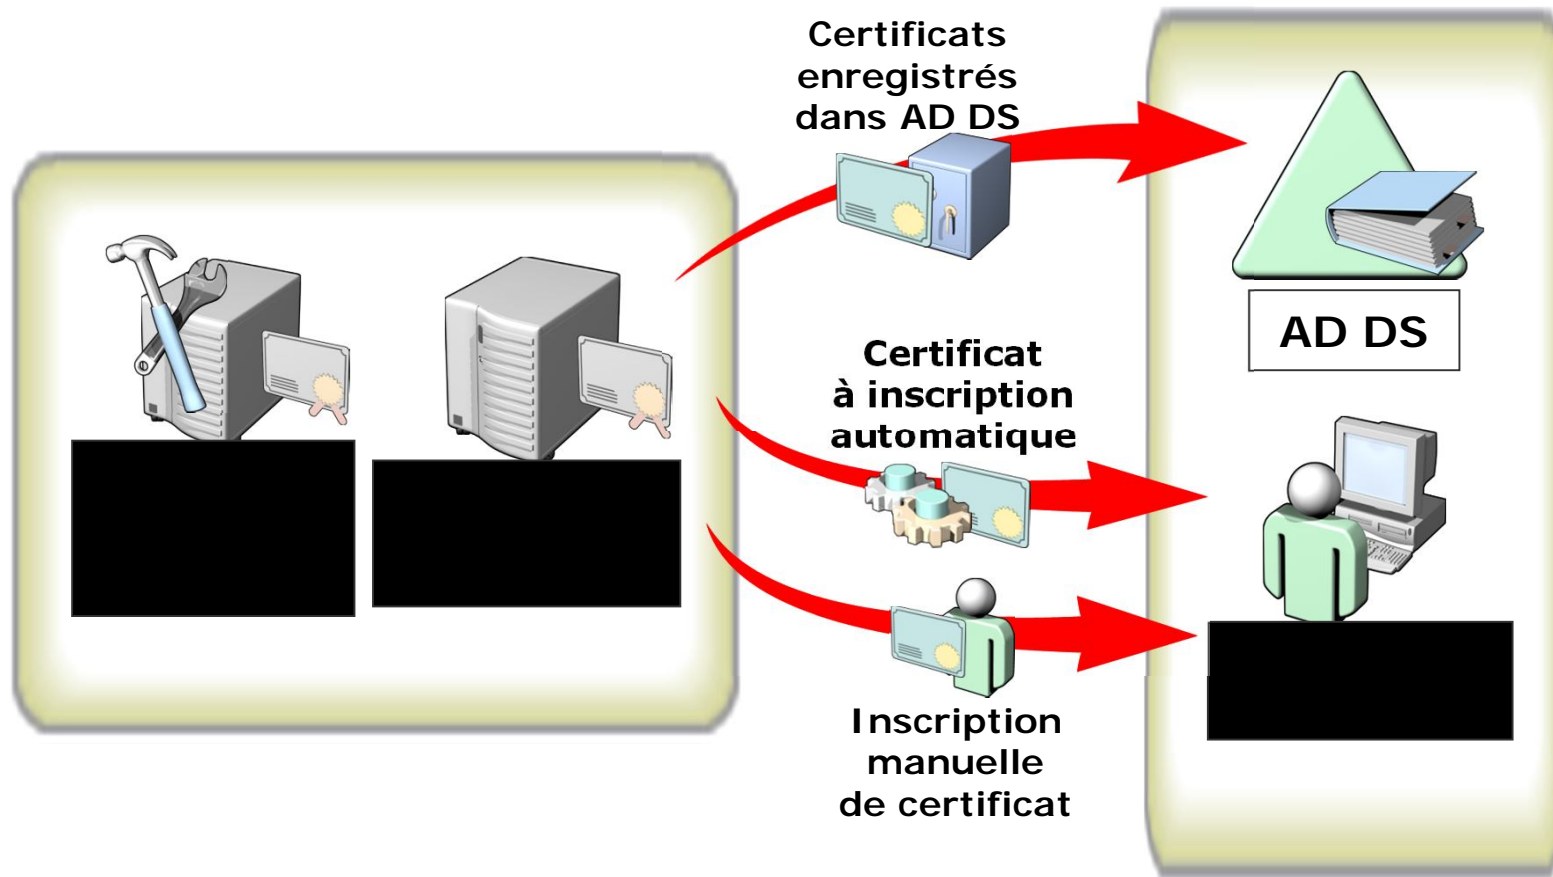 Certificats
enregistrés
dans AD DS
AD DS
Certificat
à inscription
automatique
Inscription
manuelle
de certificat